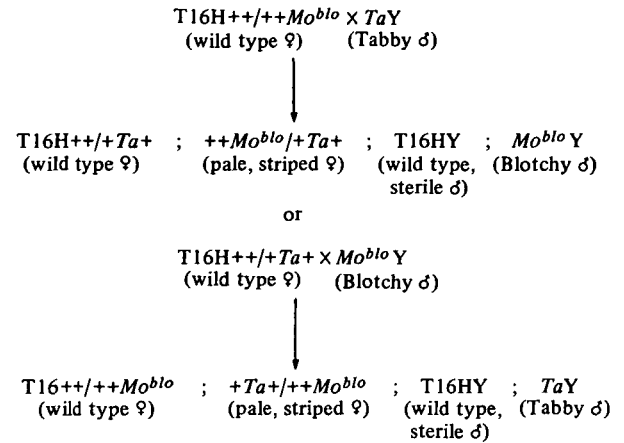 T16H++/++Mo^blo × TaY
(wild type ♀) (Tabby ♂)
T16H++/+Ta+ ; ++Mo^blo/+Ta+ ; T16HY ; Mo^blo Y
(wild type ♀) (pale, striped ♀) (wild type, (Blotchy ♂)
sterile ♂)
or
T16H++/+Ta+ × Mo^blo Y
(wild type ♀) (Blotchy ♂)
T16++/++Mo^blo ; +Ta+/++Mo^blo ; T16HY ; TaY
(wild type ♀) (pale, striped ♀) (wild type, (Tabby ♂)
sterile ♂)